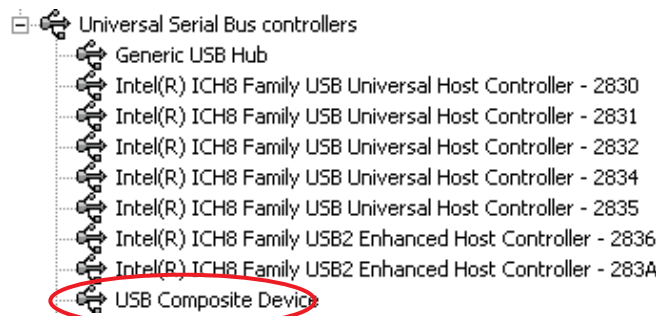 Universal Serial Bus controllers
Generic USB Hub
Intel(R) ICH8 Family USB Universal Host Controller - 2830
Intel(R) ICH8 Family USB Universal Host Controller - 2831
Intel(R) ICH8 Family USB Universal Host Controller - 2832
Intel(R) ICH8 Family USB Universal Host Controller - 2834
Intel(R) ICH8 Family USB Universal Host Controller - 2835
Intel(R) ICH8 Family USB2 Enhanced Host Controller - 2836
Intel(R) ICH8 Family USB2 Enhanced Host Controller - 283A
USB Composite Device